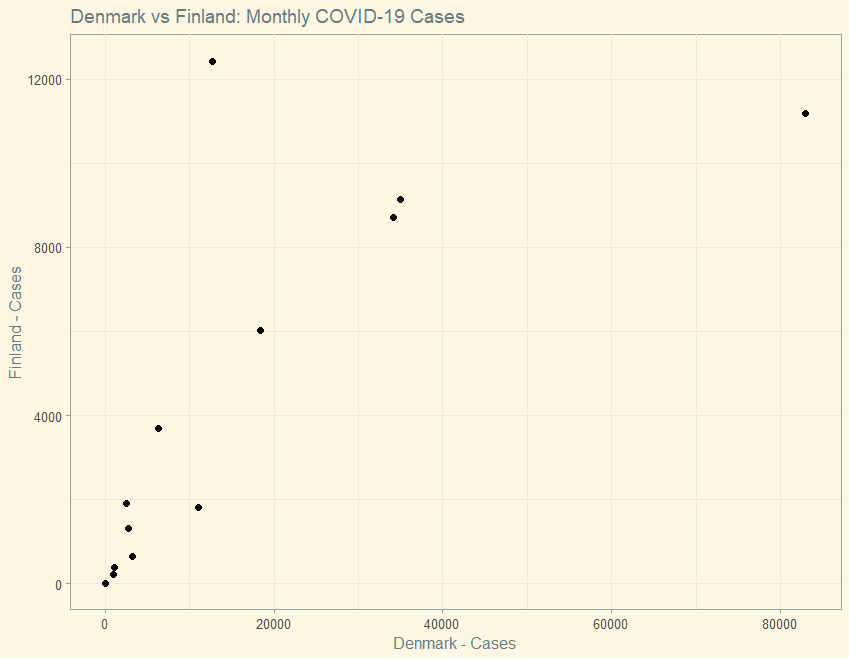 Denmark vs Finland: Monthly COVID-19 Cases
12000
8000
4000
0
Finland - Cases
0 20000 40000 60000 80000
Denmark - Cases